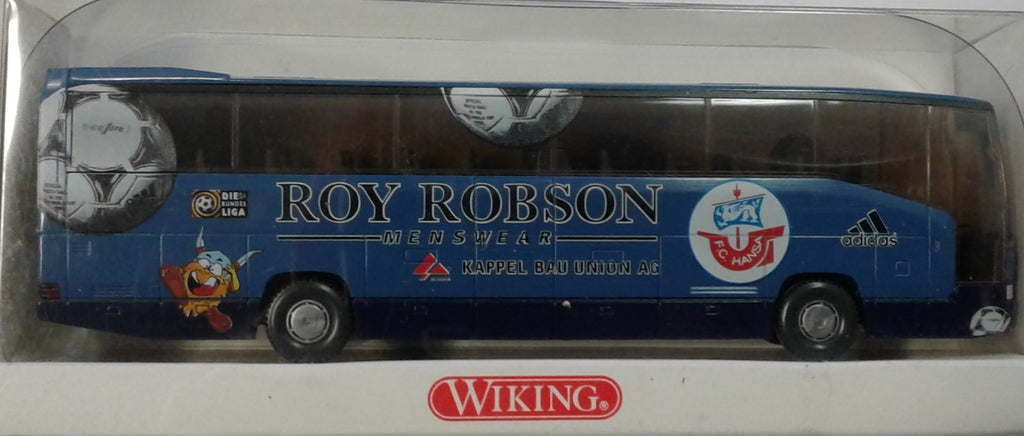 DIE
BUNDES
LIGA
ROY ROBSON
MENSWEAR
KAPPEL BAU UNION AG
F.C. HANSA
adidas
WIKING®